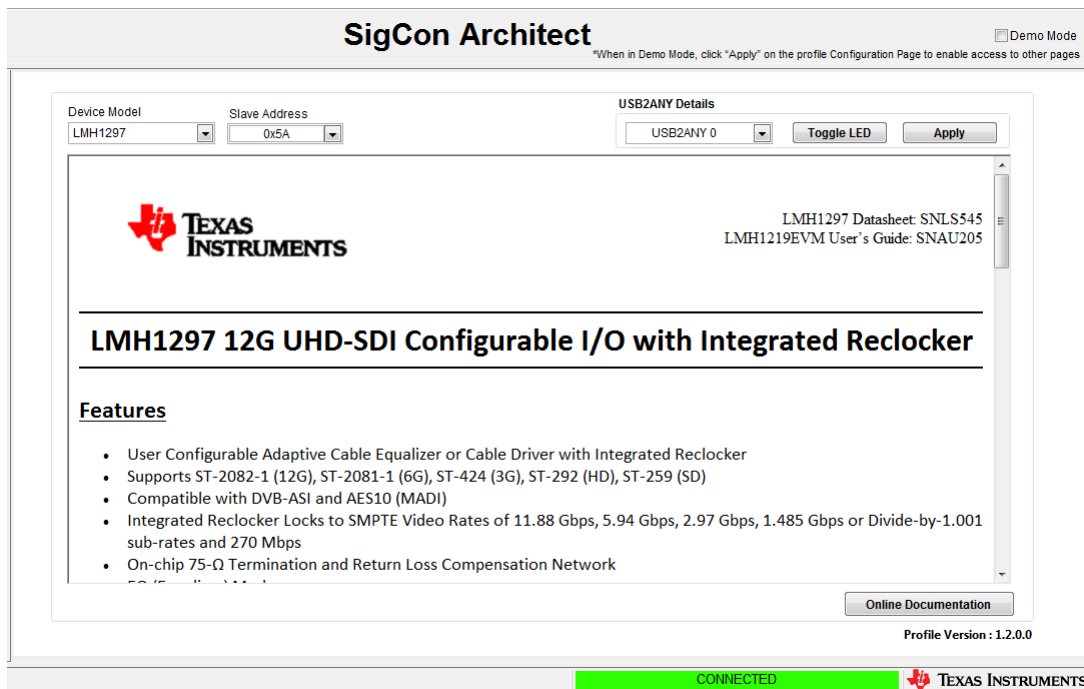 SigCon Architect
Demo Mode
*When in Demo Mode, click "Apply" on the profile Configuration Page to enable access to other pages
Device Model
Slave Address
USB2ANY Details
LMH1297
0x5A
USB2ANY 0
Toggle LED
Apply
TEXAS INSTRUMENTS
LMH1297 Datasheet: SNLS545
LMH1219EVM User's Guide: SNAU205
LMH1297 12G UHD-SDI Configurable I/O with Integrated Reclocker
Features
• User Configurable Adaptive Cable Equalizer or Cable Driver with Integrated Reclocker
• Supports ST-2082-1 (12G), ST-2081-1 (6G), ST-424 (3G), ST-292 (HD), ST-259 (SD)
• Compatible with DVB-ASI and AES10 (MADI)
• Integrated Reclocker Locks to SMPTE Video Rates of 11.88 Gbps, 5.94 Gbps, 2.97 Gbps, 1.485 Gbps or Divide-by-1.001
sub-rates and 270 Mbps
• On-chip 75-Ω Termination and Return Loss Compensation Network
Online Documentation
Profile Version : 1.2.0.0
CONNECTED
TEXAS INSTRUMENTS